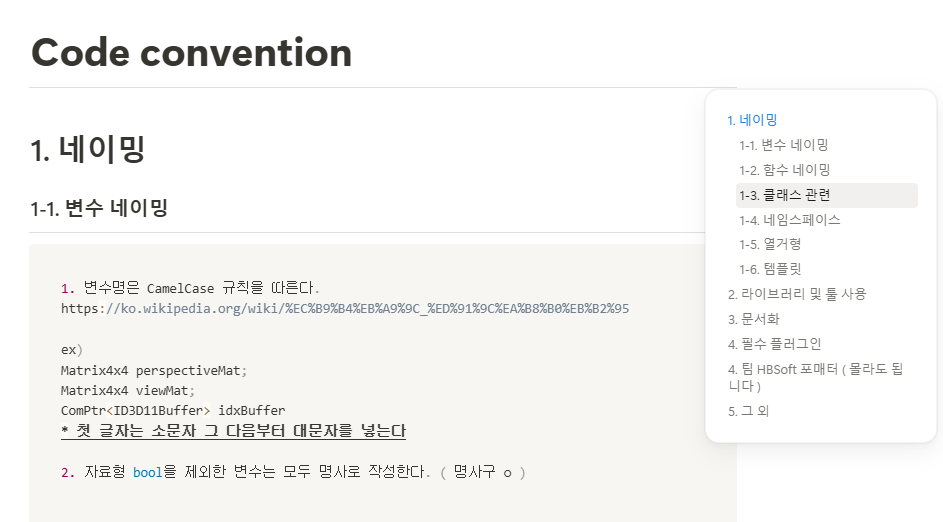 Code convention
1. 네이밍
1-1. 변수 네이밍
1. 변수명은 CamelCase 규칙을 따른다.
https://ko.wikipedia.org/wiki/%EC%B9%B4%EB%A9%9C_%ED%91%9C%EA%B8%B0%EB%B2%95
ex)
Matrix4x4 perspectiveMat;
Matrix4x4 viewMat;
ComPtr<ID3D11Buffer> idxBuffer
* 첫 글자는 소문자 그 다음부터 대문자를 넣는다
2. 자료형 bool을 제외한 변수는 모두 명사로 작성한다. ( 명사구 o )
1. 네이밍
1-1. 변수 네이밍
1-2. 함수 네이밍
1-3. 클래스 관련
1-4. 네임스페이스
1-5. 열거형
1-6. 템플릿
2. 라이브러리 및 툴 사용
3. 문서화
4. 필수 플러그인
4. 팀 HBSoft 포매터 ( 몰라도 됩
니다 )
5. 그 외